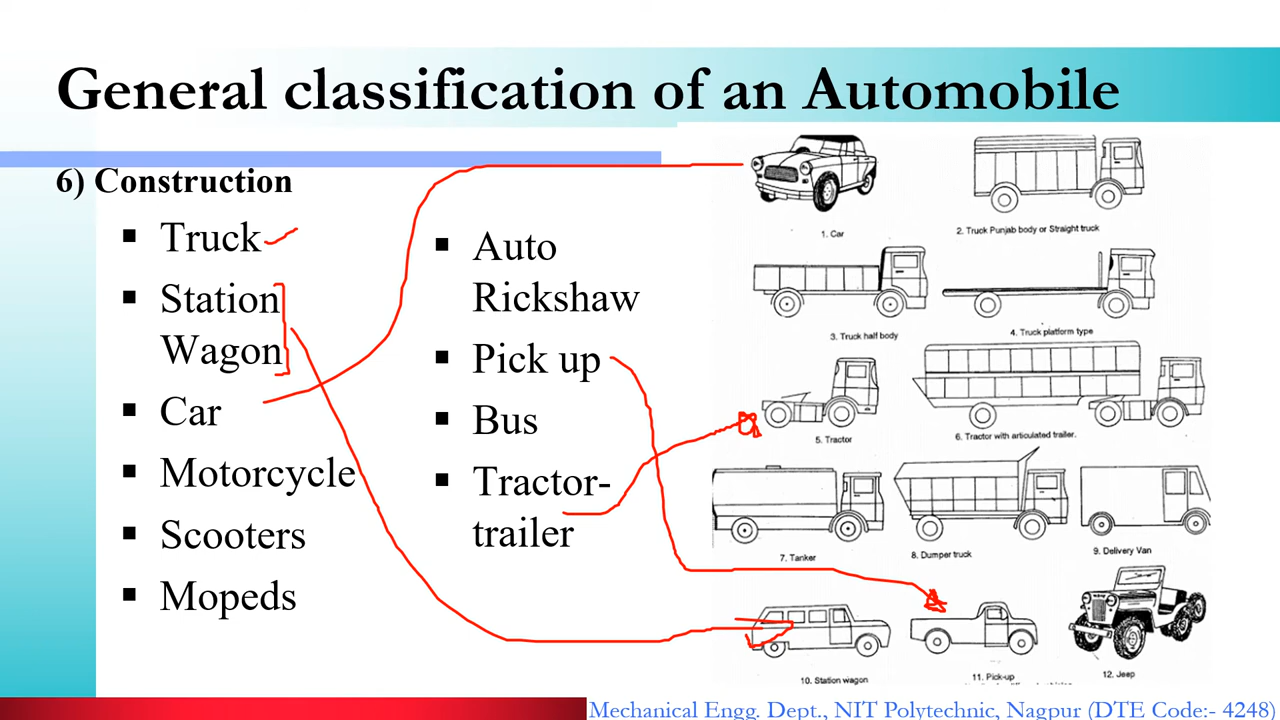 General classification of an Automobile
6) Construction
▪ Truck
▪ Station
Wagon
▪ Car
▪ Motorcycle
▪ Scooters
▪ Mopeds
▪ Auto
Rickshaw
▪ Pick up
▪ Bus
▪ Tractor-
trailer
1. Car
2. Truck Punjab body or Straight truck
3. Truck half body
4. Truck platform type
5. Tractor
6. Tractor with articulated trailer.
7. Tanker
8. Dumper truck
9. Delivery Van
10. Station wagon
11. Pick-up
12. Jeep
Mechanical Engg. Dept., NIT Polytechnic, Nagpur (DTE Code:- 4248)